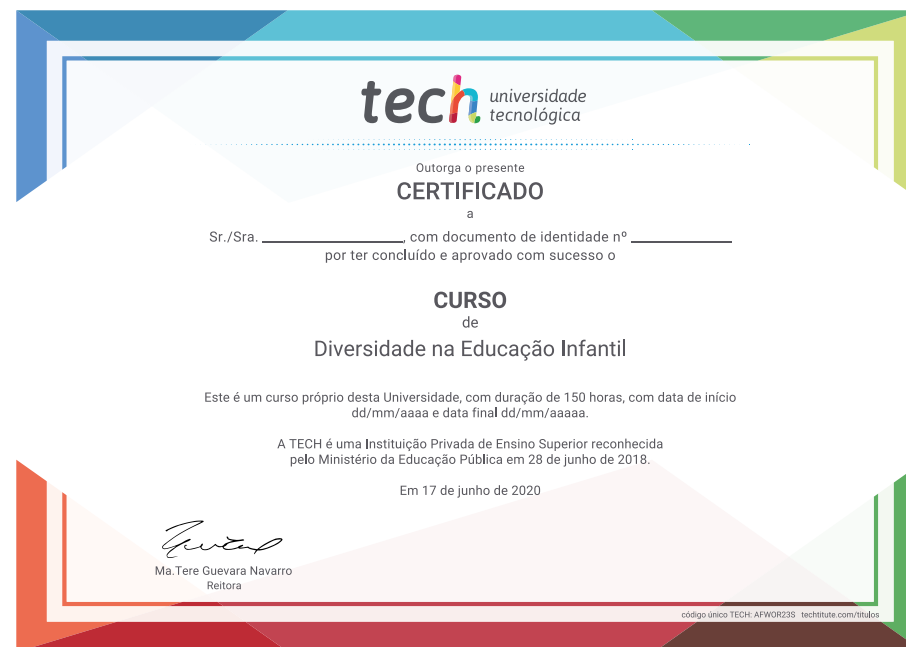 tech universidade
tecnológica
Outorga o presente
CERTIFICADO
a
Sr./Sra. ____________________, com documento de identidade nº ______________
por ter concluído e aprovado com sucesso o
CURSO
de
Diversidade na Educação Infantil
Este é um curso próprio desta Universidade, com duração de 150 horas, com data de início
dd/mm/aaaa e data final dd/mm/aaaaa.
A TECH é uma Instituição Privada de Ensino Superior reconhecida
pelo Ministério da Educação Pública em 28 de junho de 2018.
Em 17 de junho de 2020
Ma.Tere Guevara Navarro
Reitora
código único TECH: AFWOR23S techtitute.com/titulos